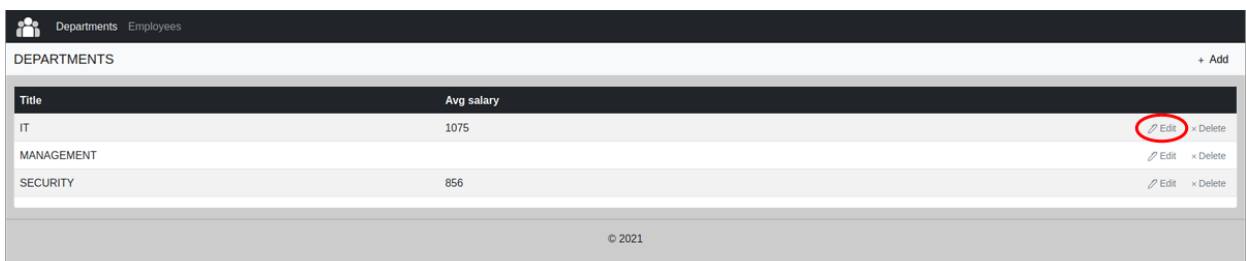 Departments Employees
DEPARTMENTS + Add
Title Avg salary
IT 1075 Edit × Delete
MANAGEMENT Edit × Delete
SECURITY 856 Edit × Delete
© 2021